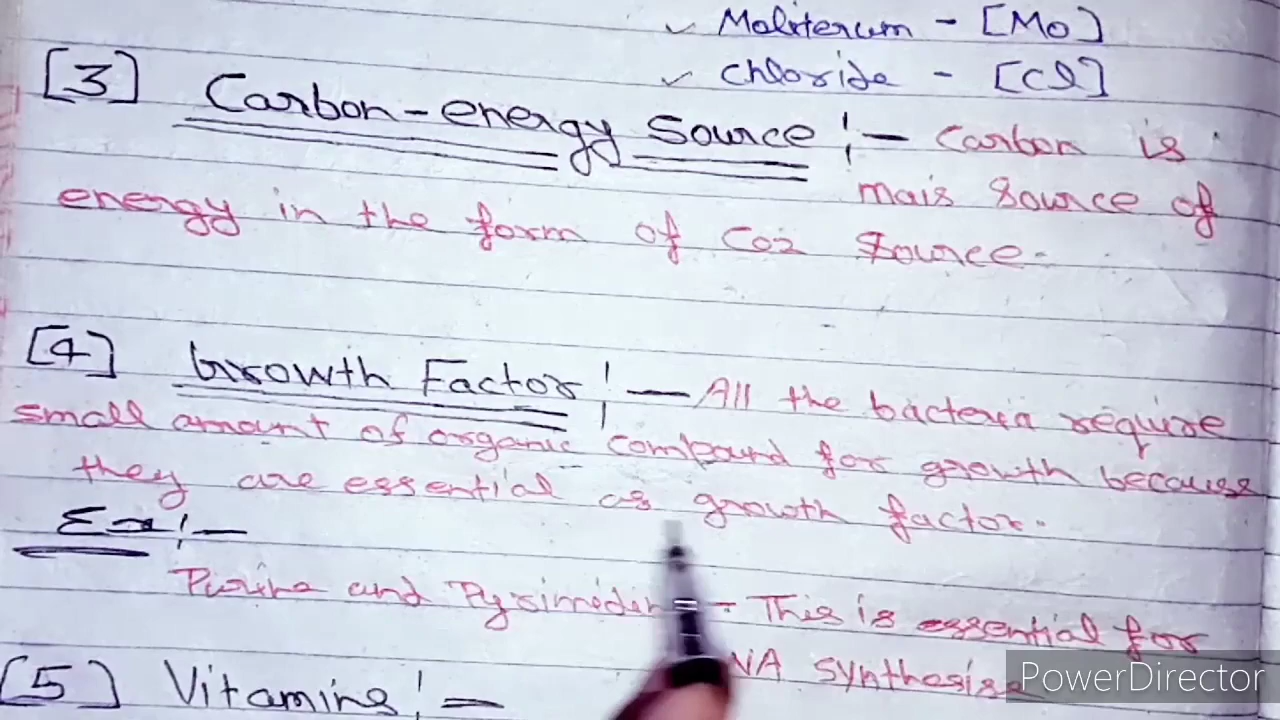 ✓ Moliterum - [Mo]
✓ Chloride - [Cl]
[3] Carbon-energy Source :- Carbon is
mais Source of
energy in the form of Co2 Source.
[4] Growth Factor :- All the bacteria require
small amount of organic compound for growth because
they are essential as growth factor.
Ex:-
Purine and Pyrimidine - This is essential for
NA Synthesis
[5] Vitamins :-
PowerDirector